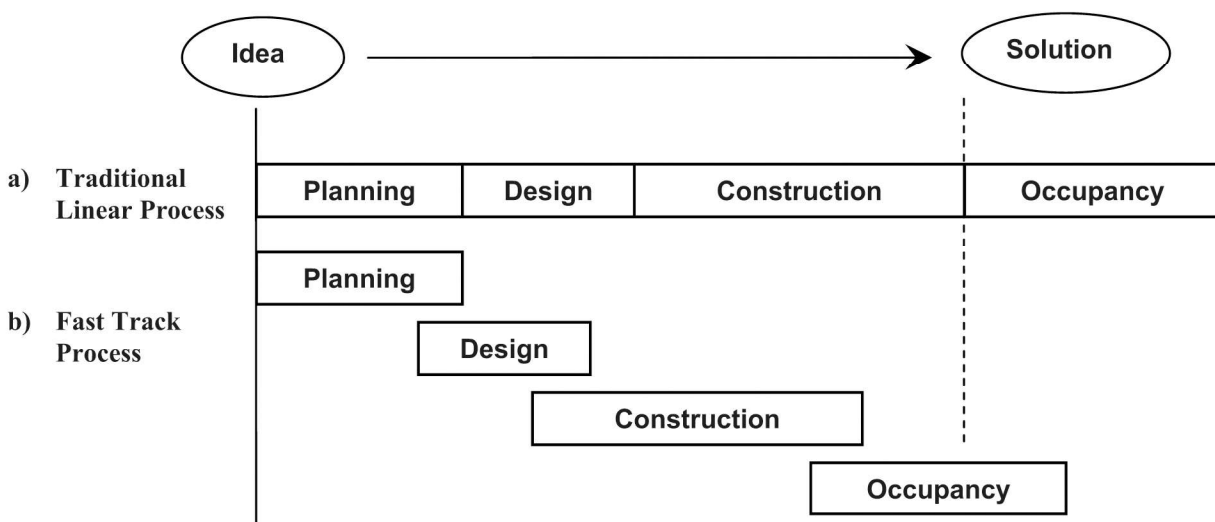 Idea
Solution
a) Traditional
Linear Process
Planning
Design
Construction
Occupancy
Planning
b) Fast Track
Process
Design
Construction
Occupancy